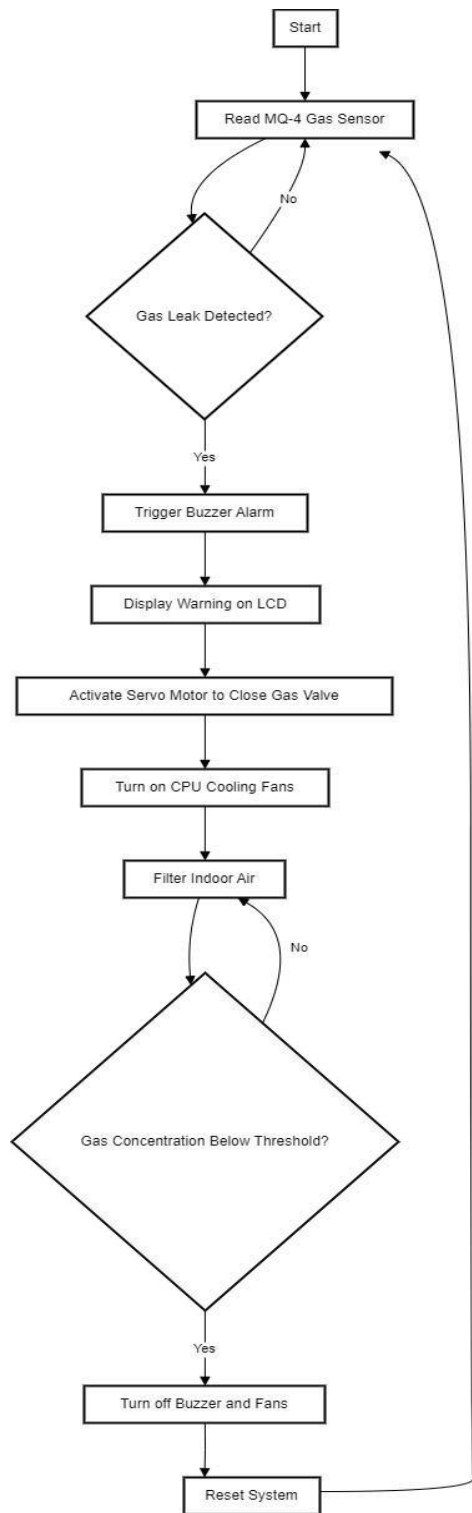 Start
Read MQ-4 Gas Sensor
No
Gas Leak Detected?
Yes
Trigger Buzzer Alarm
Display Warning on LCD
Activate Servo Motor to Close Gas Valve
Turn on CPU Cooling Fans
Filter Indoor Air
No
Gas Concentration Below Threshold?
Yes
Turn off Buzzer and Fans
Reset System